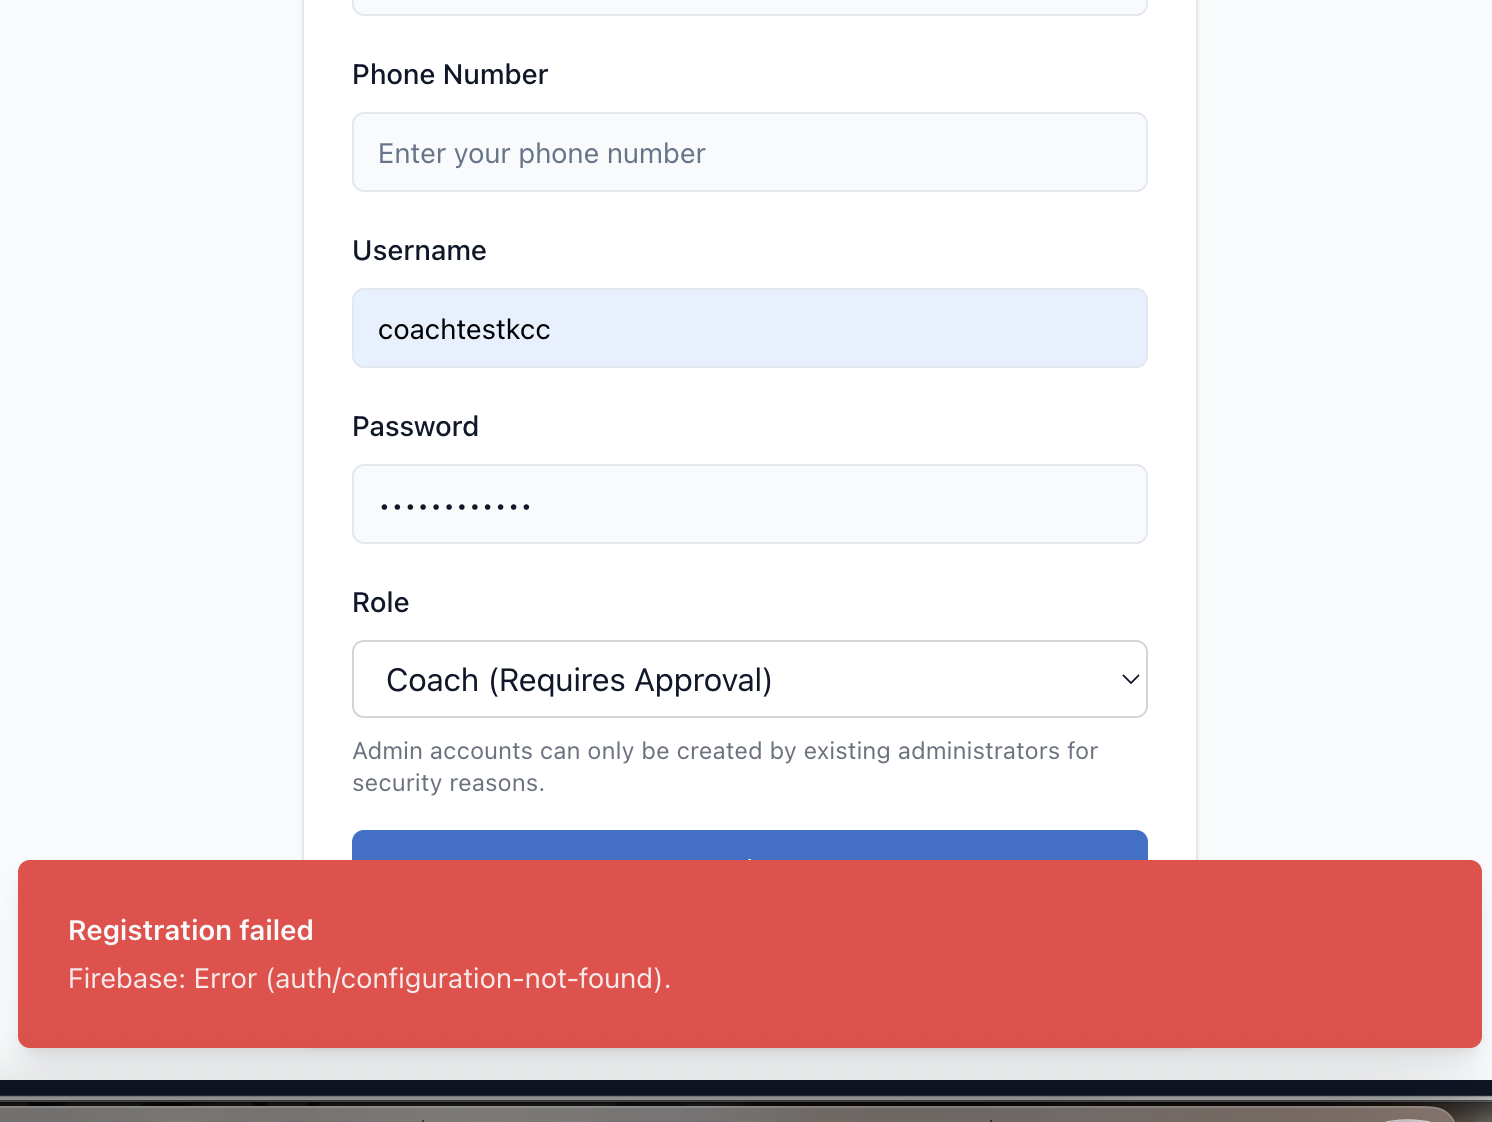 Phone Number
Enter your phone number
Username
coachtestkcc
Password
••••••••••••
Role
Coach (Requires Approval)
Admin accounts can only be created by existing administrators for
security reasons.
Registration failed
Firebase: Error (auth/configuration-not-found).